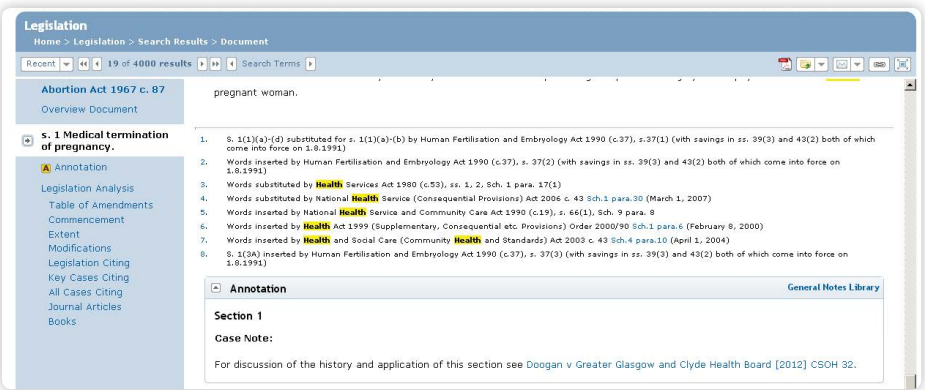 Legislation
Home > Legislation > Search Results > Document
Recent 19 of 4000 results Search Terms
Abortion Act 1967 c. 87
Overview Document
s. 1 Medical termination
of pregnancy.
A Annotation
Legislation Analysis
Table of Amendments
Commencement
Extent
Modifications
Legislation Citing
Key Cases Citing
All Cases Citing
Journal Articles
Books
pregnant woman.
1. S. 1(1)(a)-(d) substituted for s. 1(1)(a)-(b) by Human Fertilisation and Embryology Act 1990 (c.37), s.37(1) (with savings in ss. 39(3) and 43(2) both of which
come into force on 1.8.1991)
2. Words inserted by Human Fertilisation and Embryology Act 1990 (c.37), s. 37(2) (with savings in ss. 39(3) and 43(2) both of which come into force on
1.8.1991)
3. Words substituted by Health Services Act 1980 (c.53), ss. 1, 2, Sch. 1 para. 17(1)
4. Words substituted by National Health Service (Consequential Provisions) Act 2006 c. 43 Sch.1 para.30 (March 1, 2007)
5. Words inserted by National Health Service and Community Care Act 1990 (c.19), s. 66(1), Sch. 9 para. 8
6. Words inserted by Health Act 1999 (Supplementary, Consequential etc. Provisions) Order 2000/90 Sch.1 para.6 (February 8, 2000)
7. Words inserted by Health and Social Care (Community Health and Standards) Act 2003 c. 43 Sch.4 para.10 (April 1, 2004)
8. S. 1(3A) inserted by Human Fertilisation and Embryology Act 1990 (c.37), s. 37(3) (with savings in ss. 39(3) and 43(2) both of which come into force on
1.8.1991)
Annotation General Notes Library
Section 1
Case Note:
For discussion of the history and application of this section see Doogan v Greater Glasgow and Clyde Health Board [2012] CSOH 32.